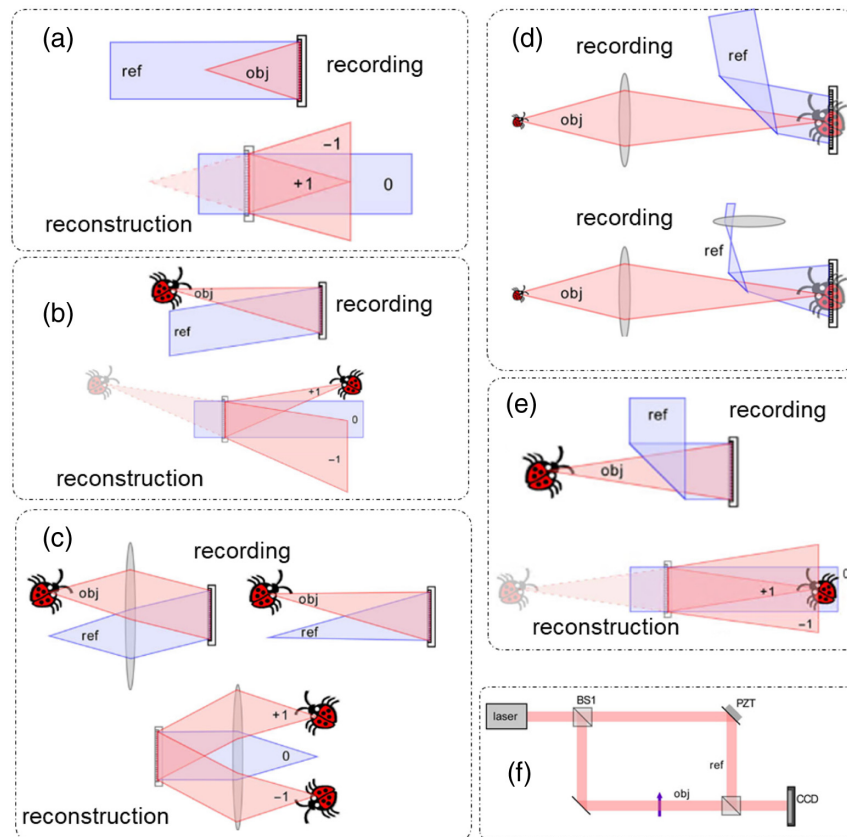 (a)
ref
obj
recording
-1
+1
0
reconstruction
(b)
obj
ref
recording
+1
0
-1
reconstruction
(c)
recording
obj
ref
obj
ref
+1
0
-1
reconstruction
(d)
recording
ref
obj
recording
ref
obj
(e)
ref
recording
obj
0
+1
-1
reconstruction
(f)
laser
BS1
PZT
ref
obj
CCD